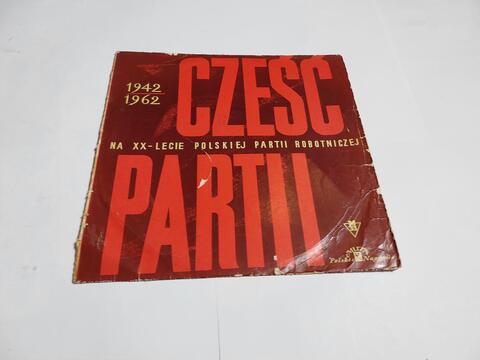 1942
1962
CZEŚĆ
NA XX-LECIE POLSKIEJ PARTII ROBOTNICZEJ
PARTII
Polskie Nagrania